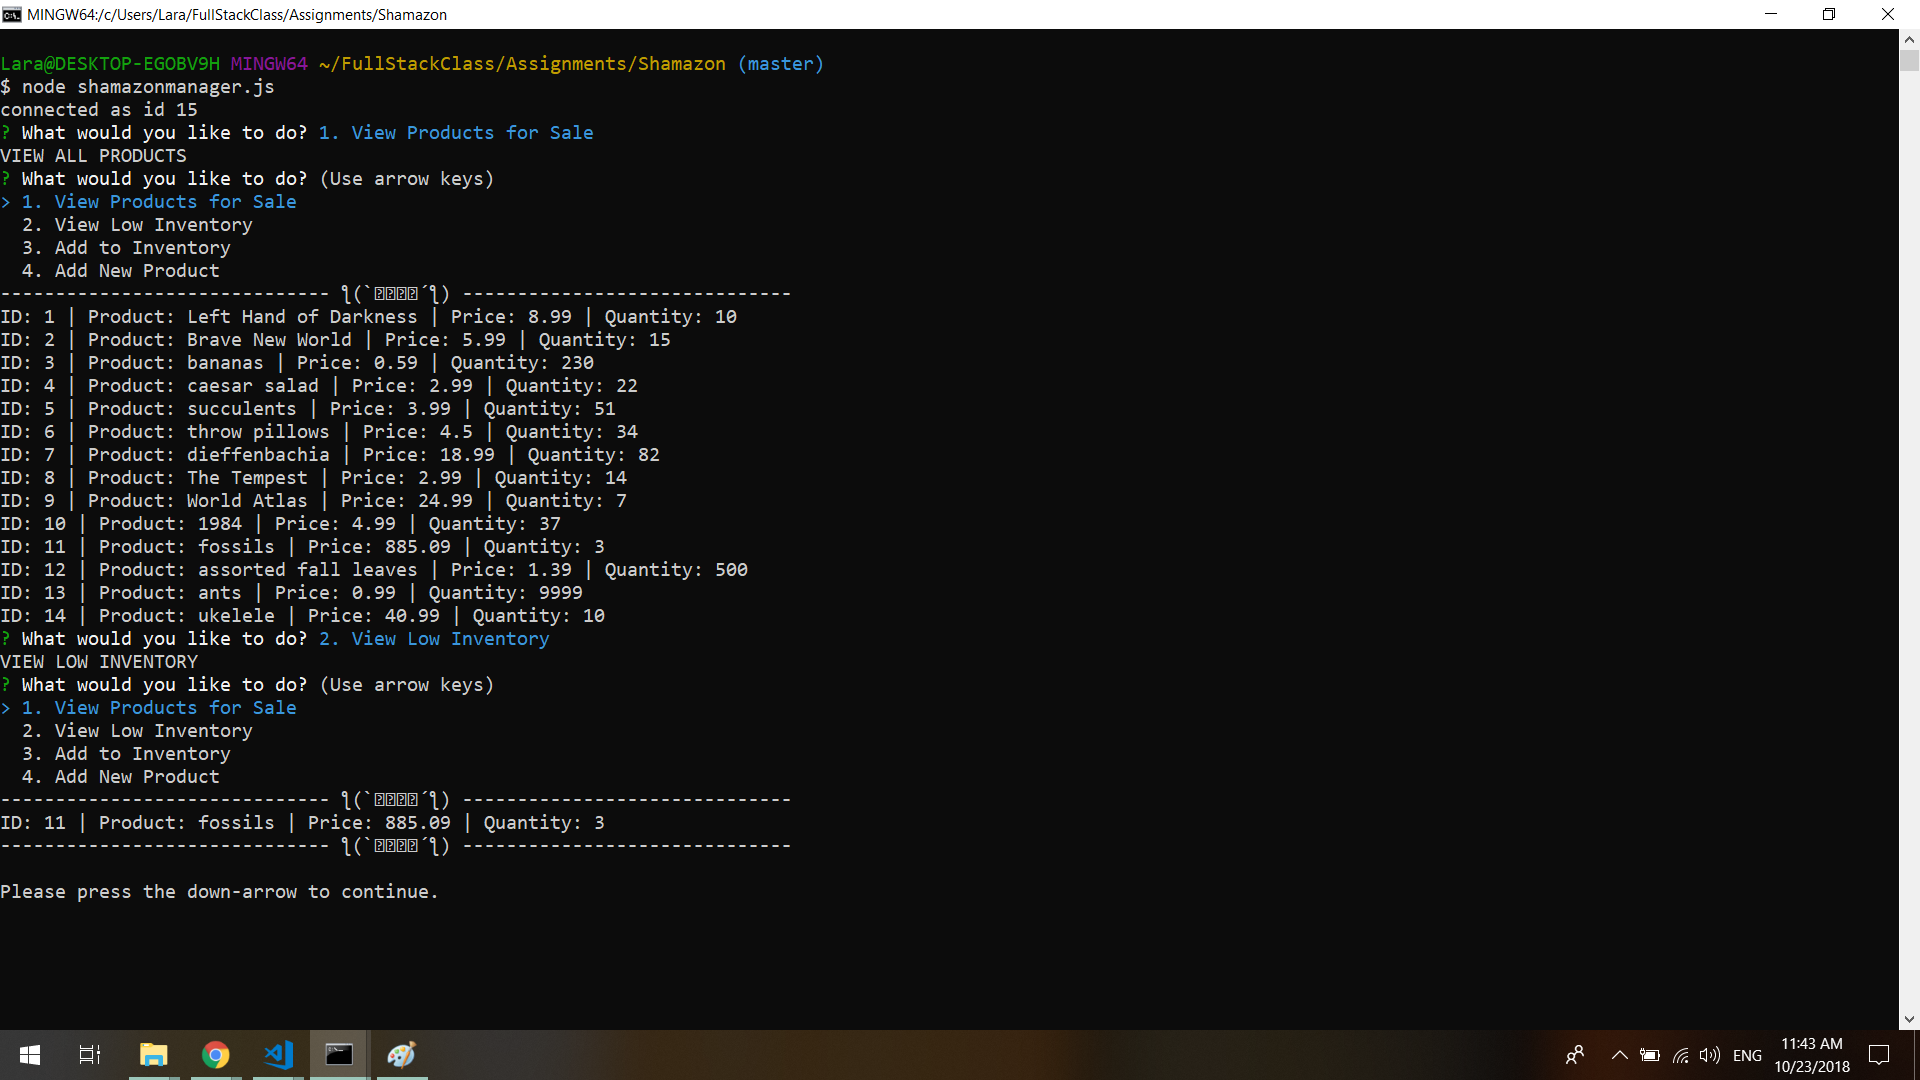 MINGW64:/c/Users/Lara/FullStackClass/Assignments/Shamazon
Lara@DESKTOP-EGOBV9H MINGW64 ~/FullStackClass/Assignments/Shamazon (master)
$ node shamazonmanager.js
connected as id 15
? What would you like to do? 1. View Products for Sale
VIEW ALL PRODUCTS
? What would you like to do? (Use arrow keys)
> 1. View Products for Sale
  2. View Low Inventory
  3. Add to Inventory
  4. Add New Product
------------------------------ ƪ(`▯▯▯▯´ƪ) ------------------------------
ID: 1 | Product: Left Hand of Darkness | Price: 8.99 | Quantity: 10
ID: 2 | Product: Brave New World | Price: 5.99 | Quantity: 15
ID: 3 | Product: bananas | Price: 0.59 | Quantity: 230
ID: 4 | Product: caesar salad | Price: 2.99 | Quantity: 22
ID: 5 | Product: succulents | Price: 3.99 | Quantity: 51
ID: 6 | Product: throw pillows | Price: 4.5 | Quantity: 34
ID: 7 | Product: dieffenbachia | Price: 18.99 | Quantity: 82
ID: 8 | Product: The Tempest | Price: 2.99 | Quantity: 14
ID: 9 | Product: World Atlas | Price: 24.99 | Quantity: 7
ID: 10 | Product: 1984 | Price: 4.99 | Quantity: 37
ID: 11 | Product: fossils | Price: 885.09 | Quantity: 3
ID: 12 | Product: assorted fall leaves | Price: 1.39 | Quantity: 500
ID: 13 | Product: ants | Price: 0.99 | Quantity: 9999
ID: 14 | Product: ukelele | Price: 40.99 | Quantity: 10
? What would you like to do? 2. View Low Inventory
VIEW LOW INVENTORY
? What would you like to do? (Use arrow keys)
> 1. View Products for Sale
  2. View Low Inventory
  3. Add to Inventory
  4. Add New Product
------------------------------ ƪ(`▯▯▯▯´ƪ) ------------------------------
ID: 11 | Product: fossils | Price: 885.09 | Quantity: 3
------------------------------ ƪ(`▯▯▯▯´ƪ) ------------------------------
Please press the down-arrow to continue.
ENG
11:43 AM
10/23/2018